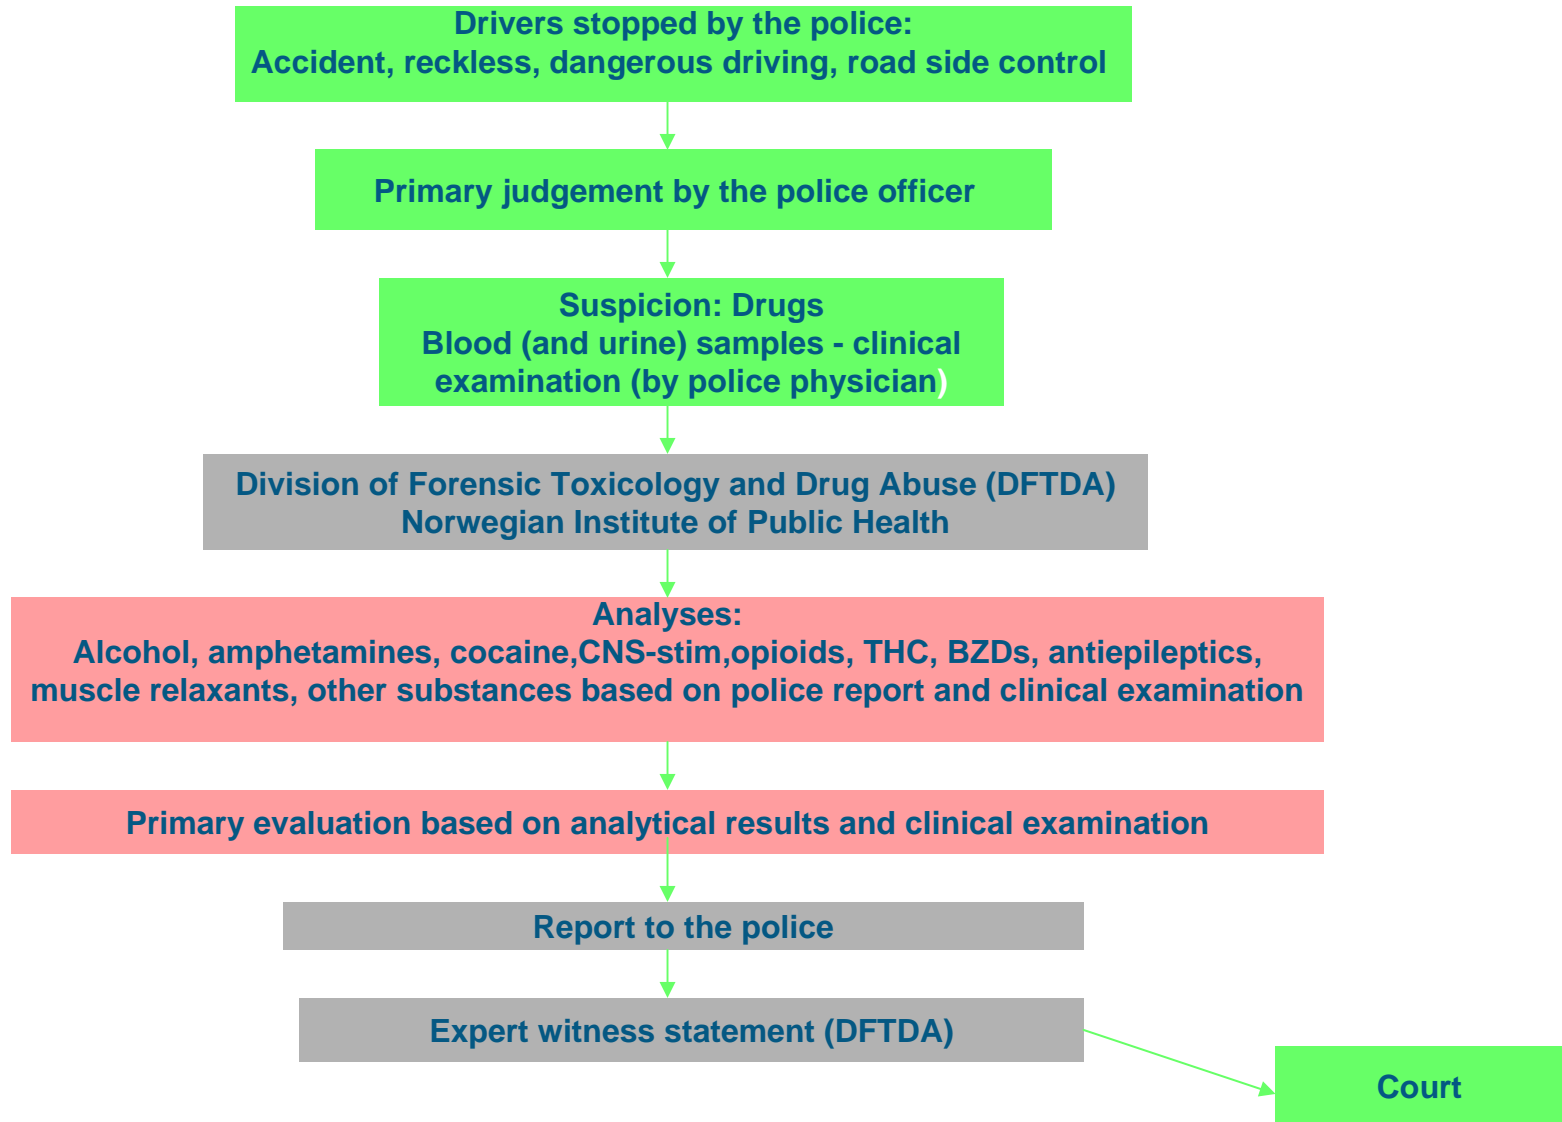 Drivers stopped by the police:
Accident, reckless, dangerous driving, road side control
Primary judgement by the police officer
Suspicion: Drugs
Blood (and urine) samples - clinical
examination (by police physician)
Division of Forensic Toxicology and Drug Abuse (DFTDA)
Norwegian Institute of Public Health
Analyses:
Alcohol, amphetamines, cocaine,CNS-stim,opioids, THC, BZDs, antiepileptics,
muscle relaxants, other substances based on police report and clinical examination
Primary evaluation based on analytical results and clinical examination
Report to the police
Expert witness statement (DFTDA)
Court